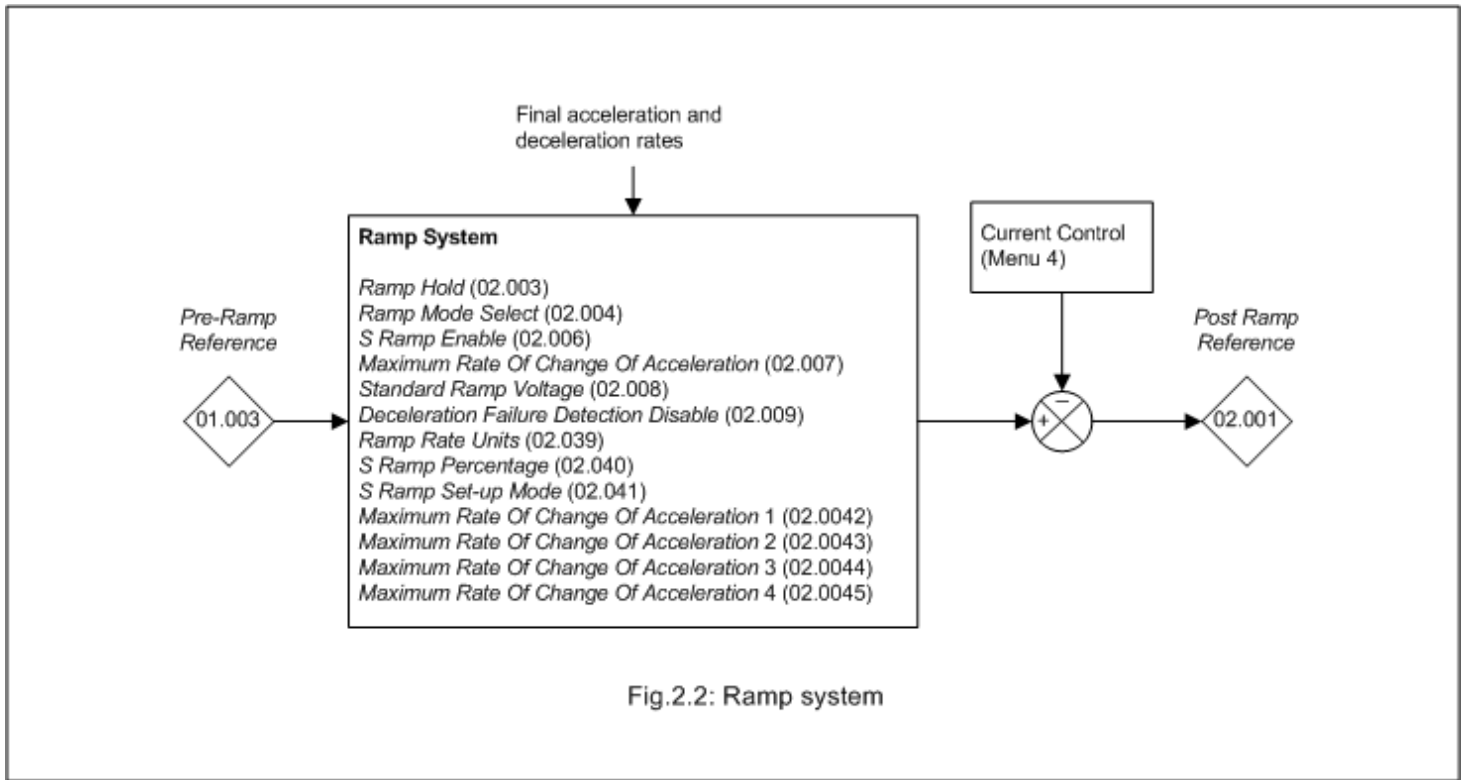 Final acceleration and
deceleration rates
Ramp System
Ramp Hold (02.003)
Ramp Mode Select (02.004)
S Ramp Enable (02.006)
Maximum Rate Of Change Of Acceleration (02.007)
Standard Ramp Voltage (02.008)
Deceleration Failure Detection Disable (02.009)
Ramp Rate Units (02.039)
S Ramp Percentage (02.040)
S Ramp Set-up Mode (02.041)
Maximum Rate Of Change Of Acceleration 1 (02.0042)
Maximum Rate Of Change Of Acceleration 2 (02.0043)
Maximum Rate Of Change Of Acceleration 3 (02.0044)
Maximum Rate Of Change Of Acceleration 4 (02.0045)
Pre-Ramp
Reference
01.003
Current Control
(Menu 4)
−
+
Post Ramp
Reference
02.001
Fig.2.2: Ramp system